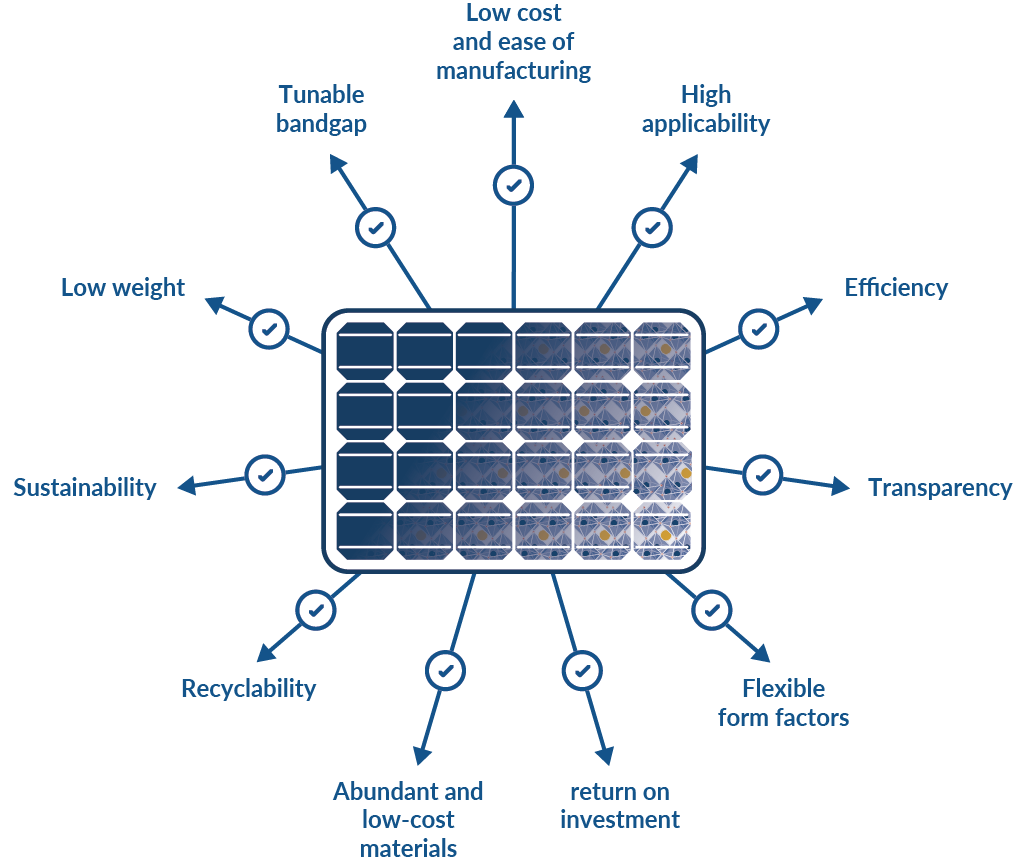 Low cost
and ease of
manufacturing
Tunable
bandgap
High
applicability
Low weight
Efficiency
Sustainability
Transparency
Recyclability
Flexible
form factors
Abundant and
low-cost
materials
return on
investment